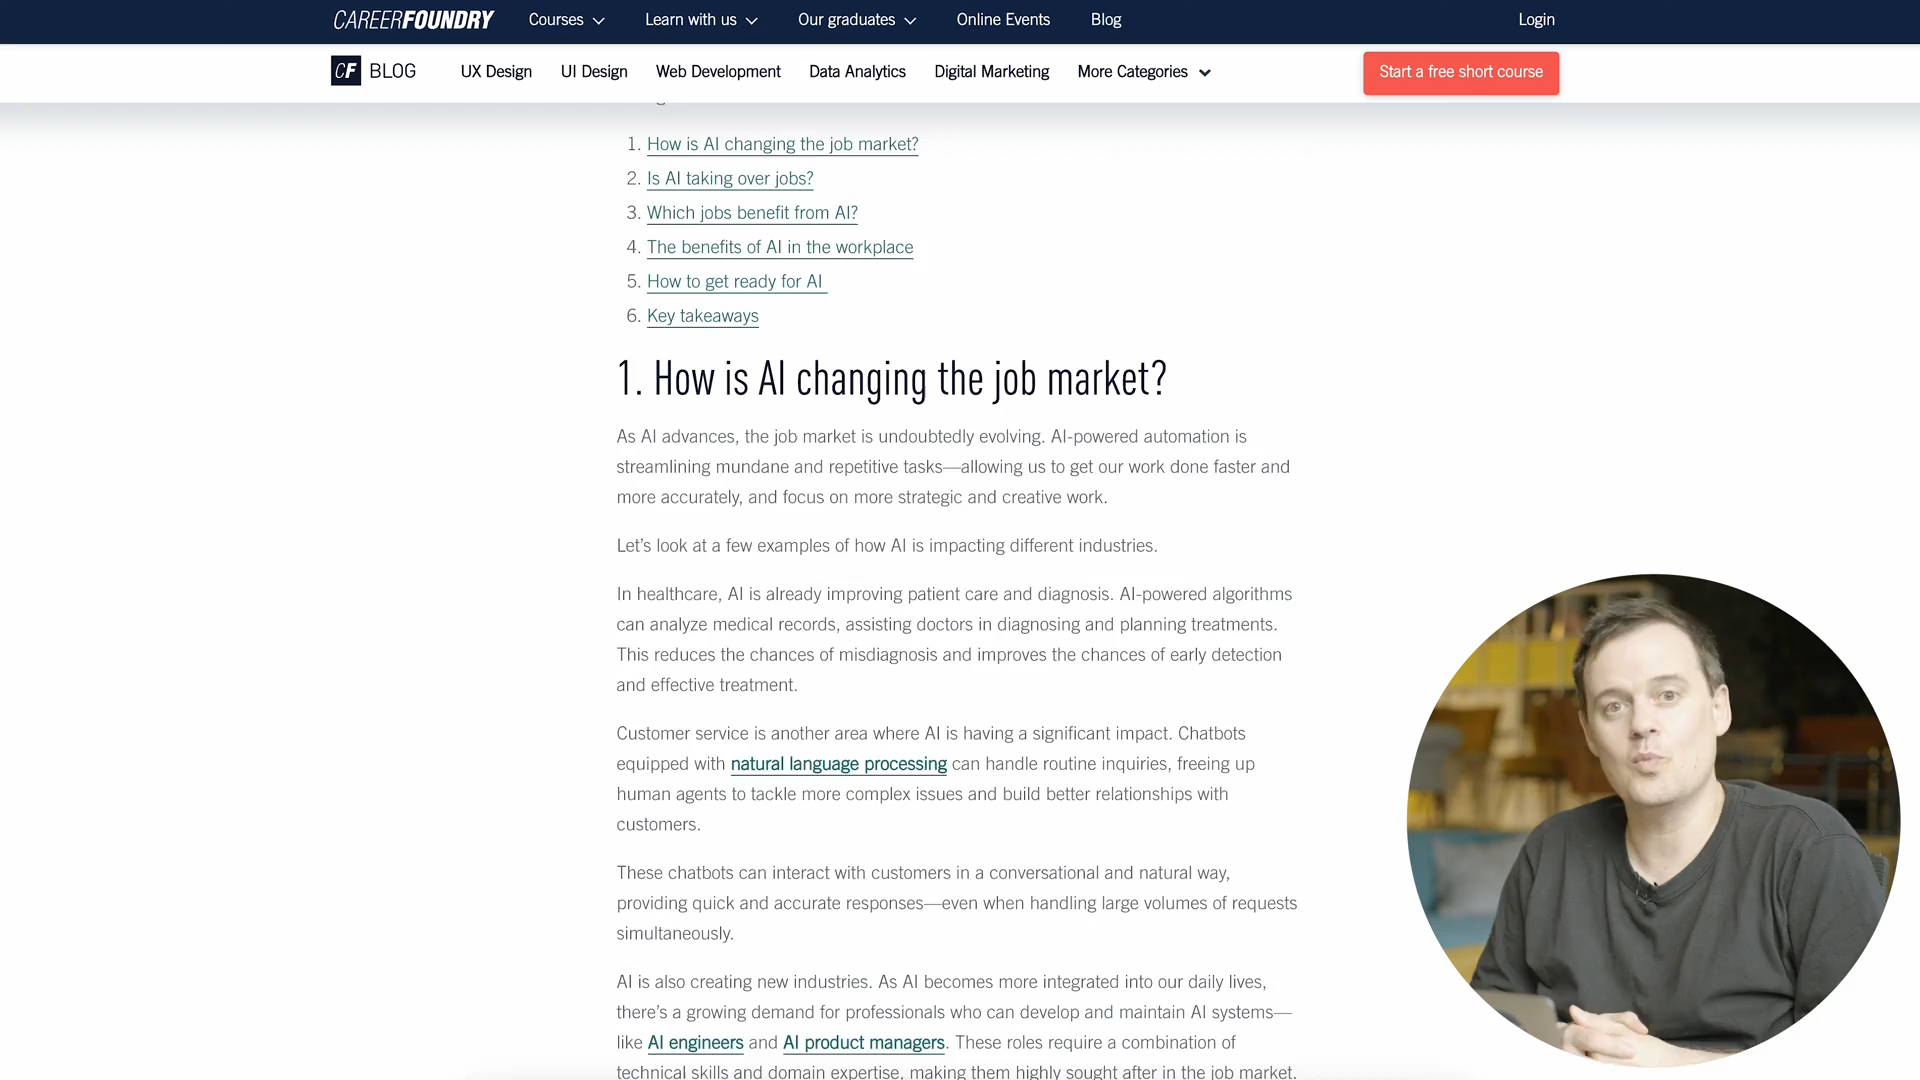 CAREERFOUNDRY Courses Learn with us Our graduates Online Events Blog Login
CF BLOG UX Design UI Design Web Development Data Analytics Digital Marketing More Categories Start a free short course
1. How is AI changing the job market?
2. Is AI taking over jobs?
3. Which jobs benefit from AI?
4. The benefits of AI in the workplace
5. How to get ready for AI
6. Key takeaways
1. How is AI changing the job market?
As AI advances, the job market is undoubtedly evolving. AI-powered automation is
streamlining mundane and repetitive tasks—allowing us to get our work done faster and
more accurately, and focus on more strategic and creative work.
Let’s look at a few examples of how AI is impacting different industries.
In healthcare, AI is already improving patient care and diagnosis. AI-powered algorithms
can analyze medical records, assisting doctors in diagnosing and planning treatments.
This reduces the chances of misdiagnosis and improves the chances of early detection
and effective treatment.
Customer service is another area where AI is having a significant impact. Chatbots
equipped with natural language processing can handle routine inquiries, freeing up
human agents to tackle more complex issues and build better relationships with
customers.
These chatbots can interact with customers in a conversational and natural way,
providing quick and accurate responses—even when handling large volumes of requests
simultaneously.
AI is also creating new industries. As AI becomes more integrated into our daily lives,
there’s a growing demand for professionals who can develop and maintain AI systems—
like AI engineers and AI product managers. These roles require a combination of
technical skills and domain expertise, making them highly sought after in the job market.